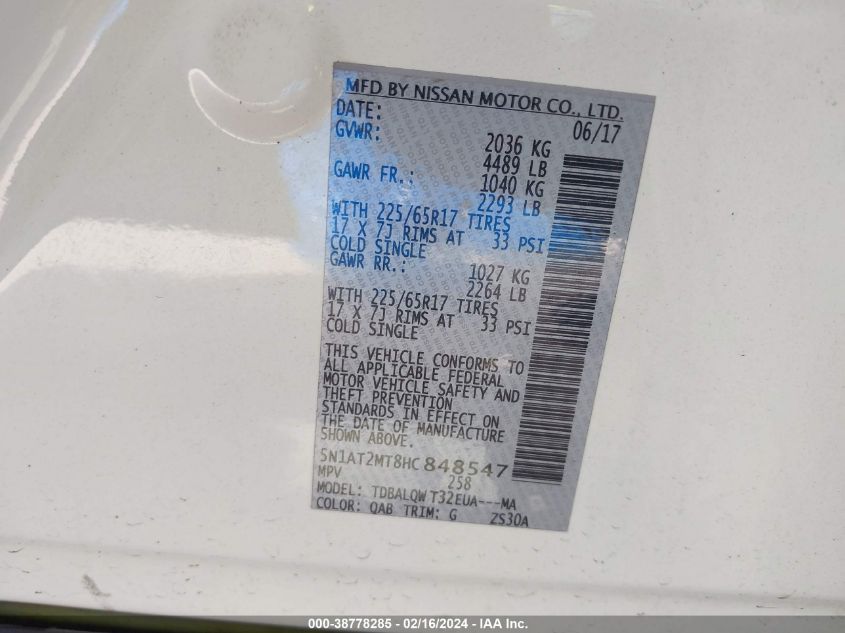 MFD BY NISSAN MOTOR CO., LTD.
DATE: 06/17
GVWR: 2036 KG
4489 LB
GAWR FR.: 1040 KG
2293 LB
WITH 225/65R17 TIRES
17 X 7J RIMS AT 33 PSI
COLD SINGLE
GAWR RR.: 1027 KG
2264 LB
WITH 225/65R17 TIRES
17 X 7J RIMS AT 33 PSI
COLD SINGLE
THIS VEHICLE CONFORMS TO
ALL APPLICABLE FEDERAL
MOTOR VEHICLE SAFETY AND
THEFT PREVENTION
STANDARDS IN EFFECT ON
THE DATE OF MANUFACTURE
SHOWN ABOVE.
5N1AT2MT8HC848547
MPV 258
MODEL: TDBALQW T32EUA---MA
COLOR: QAB TRIM: G ZS30A
000-38778285 - 02/16/2024 - IAA Inc.